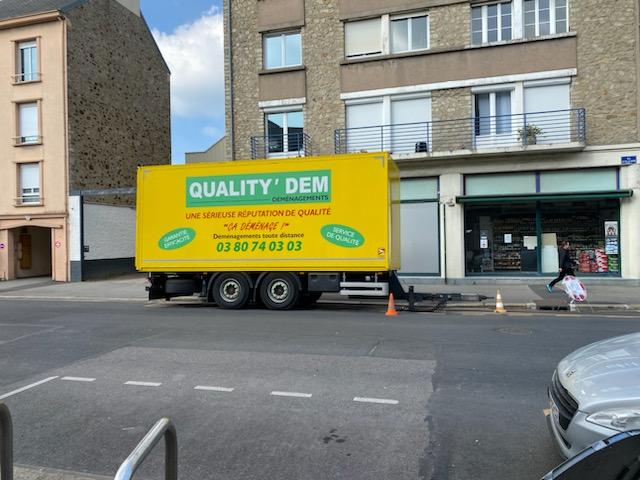 QUALITY' DEM
DEMENAGEMENTS
UNE SÉRIEUSE RÉPUTATION DE QUALITÉ
"ÇA DÉMÉNAGE !"
GARANTIE
EFFICACITÉ
Déménagements toute distance
SERVICE
DE QUALITÉ
03 80 74 03 03